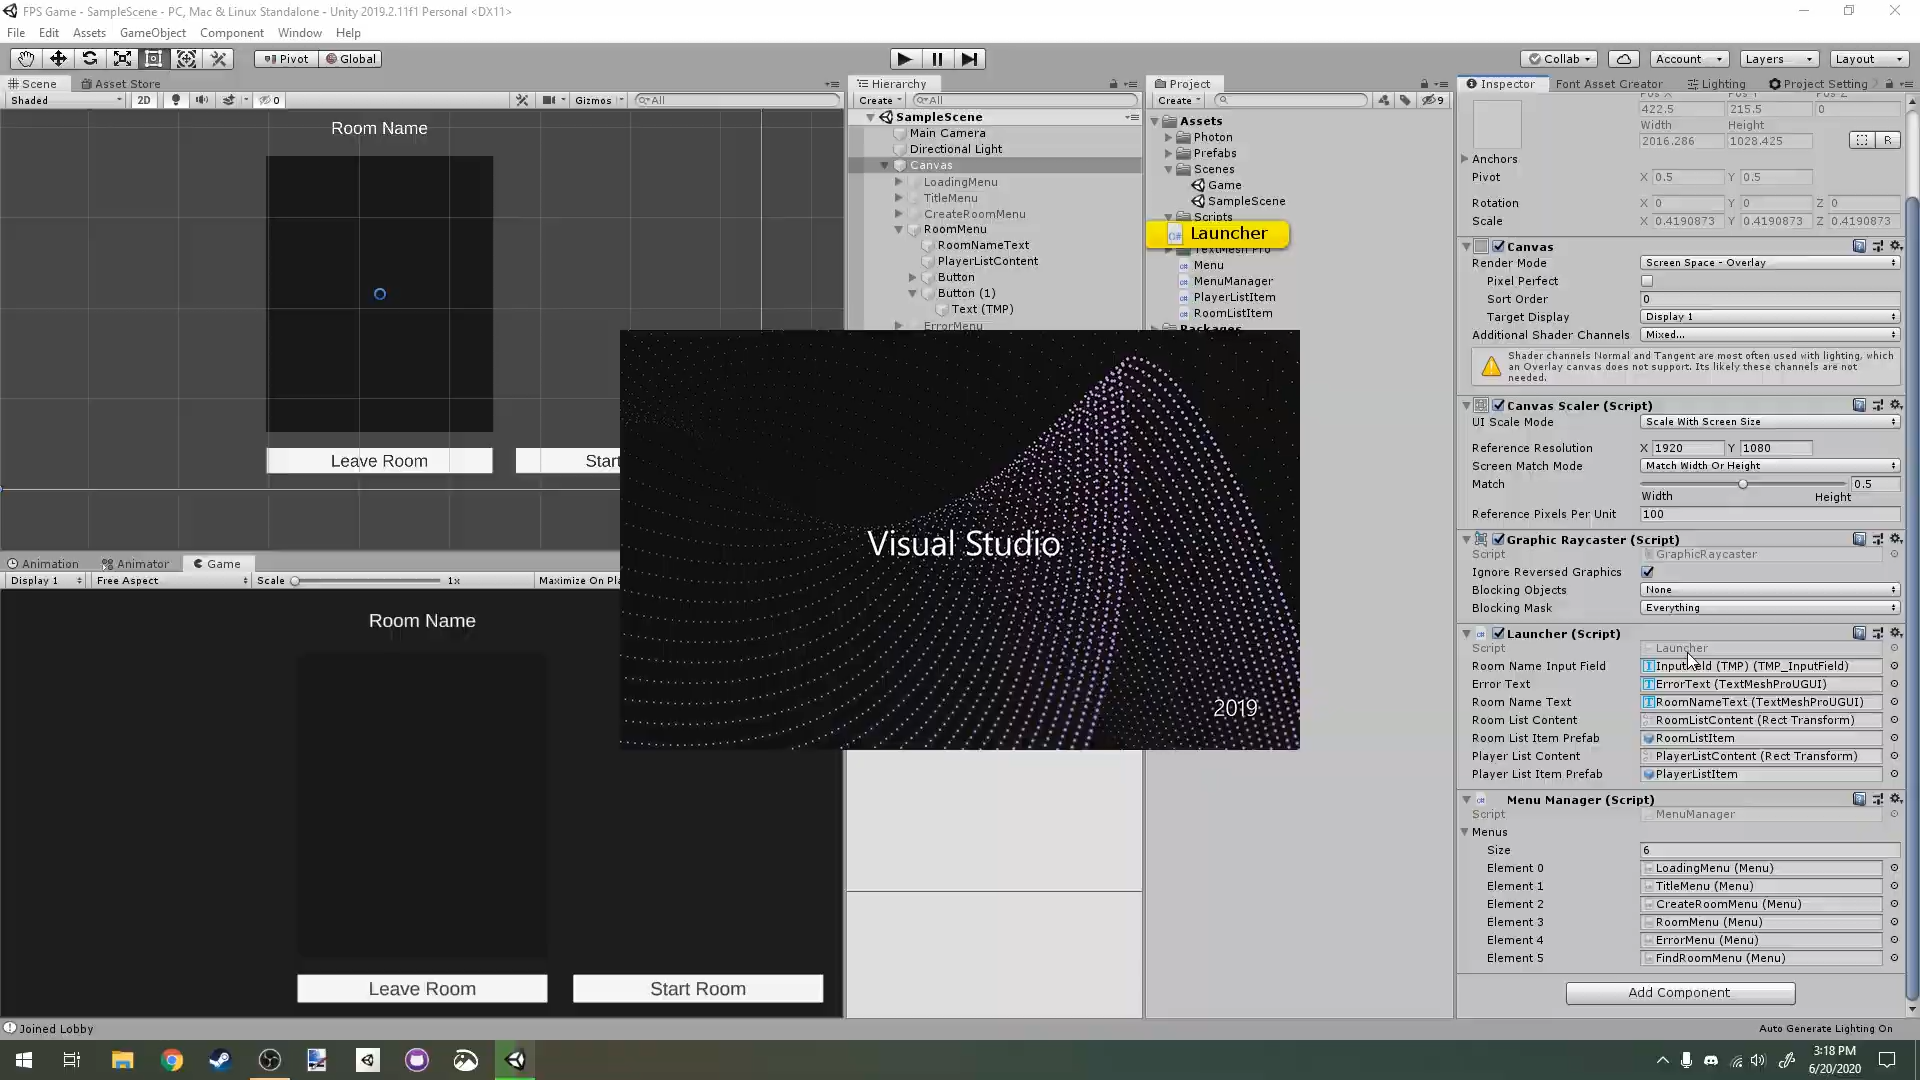 FPS Game - SampleScene - PC, Mac & Linux Standalone - Unity 2019.2.11f1 Personal <DX11>
File Edit Assets GameObject Component Window Help
Pivot Global Collab Account Layers Layout
Scene Asset Store
Shaded 2D 0 Gizmos All
Room Name
Leave Room
Start
Animation Animator Game
Display 1 Free Aspect Scale 1x Maximize On Pla
Room Name
Leave Room
Start Room
Hierarchy
Create All
SampleScene
Main Camera
Directional Light
Canvas
LoadingMenu
TitleMenu
CreateRoomMenu
RoomMenu
RoomNameText
PlayerListContent
Button
Button (1)
Text (TMP)
ErrorMenu
Project
Create 9
Assets
Photon
Prefabs
Scenes
Game
SampleScene
Scripts
Launcher
TextMesh Pro
Menu
MenuManager
PlayerListItem
RoomListItem
Packages
Visual Studio
2019
Inspector Font Asset Creator Lighting Project Setting
Pos X Pos Y Pos Z
422.5 215.5 0
Width Height
2016.286 1028.425 R
Anchors
Pivot X 0.5 Y 0.5
Rotation X 0 Y 0 Z 0
Scale X 0.4190873 Y 0.4190873 Z 0.4190873
Canvas
Render Mode Screen Space - Overlay
Pixel Perfect
Sort Order 0
Target Display Display 1
Additional Shader Channels Mixed...
Shader channels Normal and Tangent are most often used with lighting, which
an Overlay canvas does not support. Its likely these channels are not
needed.
Canvas Scaler (Script)
UI Scale Mode Scale With Screen Size
Reference Resolution X 1920 Y 1080
Screen Match Mode Match Width Or Height
Match 0.5
Width Height
Reference Pixels Per Unit 100
Graphic Raycaster (Script)
Script GraphicRaycaster
Ignore Reversed Graphics
Blocking Objects None
Blocking Mask Everything
Launcher (Script)
Script Launcher
Room Name Input Field InputField (TMP) (TMP_InputField)
Error Text ErrorText (TextMeshProUGUI)
Room Name Text RoomNameText (TextMeshProUGUI)
Room List Content RoomListContent (Rect Transform)
Room List Item Prefab RoomListItem
Player List Content PlayerListContent (Rect Transform)
Player List Item Prefab PlayerListItem
Menu Manager (Script)
Script MenuManager
Menus
Size 6
Element 0 LoadingMenu (Menu)
Element 1 TitleMenu (Menu)
Element 2 CreateRoomMenu (Menu)
Element 3 RoomMenu (Menu)
Element 4 ErrorMenu (Menu)
Element 5 FindRoomMenu (Menu)
Add Component
Joined Lobby
Auto Generate Lighting On
3:18 PM
6/20/2020